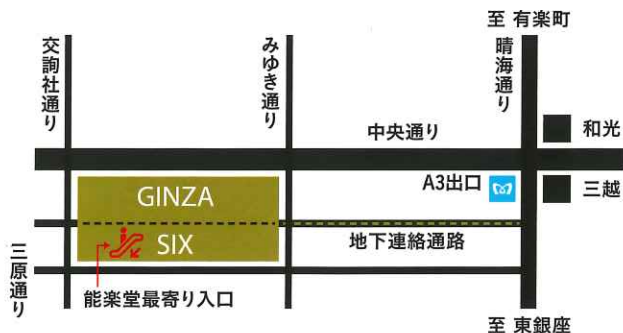 至 有楽町
交詢社通り
みゆき通り
晴海通り
和光
中央通り
A3出口
三越
GINZA
SIX
地下連絡通路
三原通り
能楽堂最寄り入口
至 東銀座